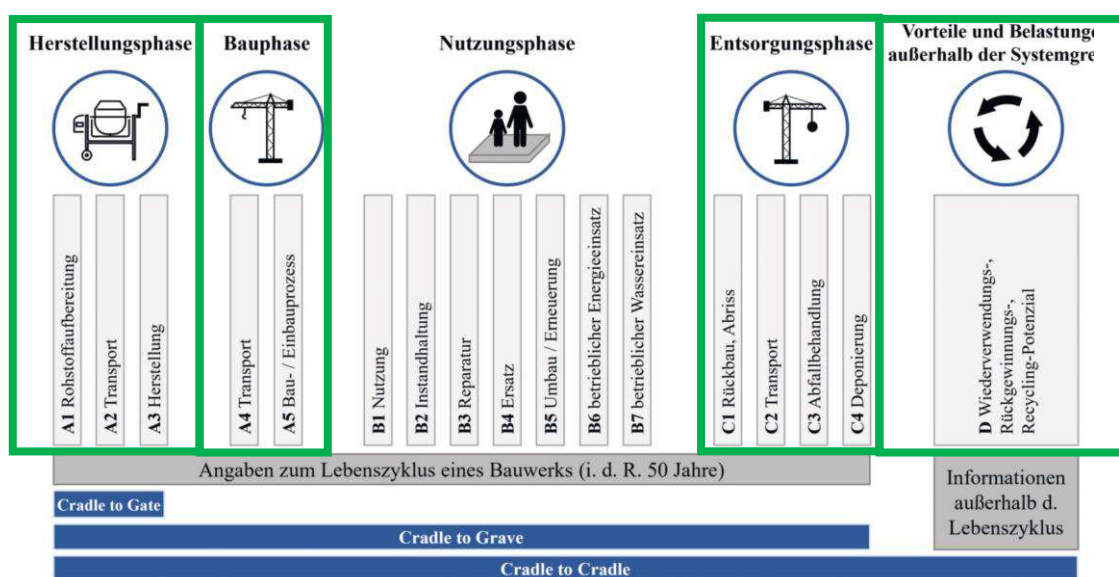 Herstellungsphase
Bauphase
Nutzungsphase
Entsorgungsphase
Vorteile und Belastunge
außerhalb der Systemgre
A1 Rohstoffaufbereitung
A2 Transport
A3 Herstellung
A4 Transport
A5 Bau- / Einbauprozess
B1 Nutzung
B2 Instandhaltung
B3 Reparatur
B4 Ersatz
B5 Umbau / Erneuerung
B6 betrieblicher Energieeinsatz
B7 betrieblicher Wassereinsatz
C1 Rückbau, Abriss
C2 Transport
C3 Abfallbehandlung
C4 Deponierung
D Wiederverwendungs-,
Rückgewinnungs-,
Recycling-Potenzial
Angaben zum Lebenszyklus eines Bauwerks (i. d. R. 50 Jahre)
Informationen
außerhalb d.
Lebenszyklus
Cradle to Gate
Cradle to Grave
Cradle to Cradle